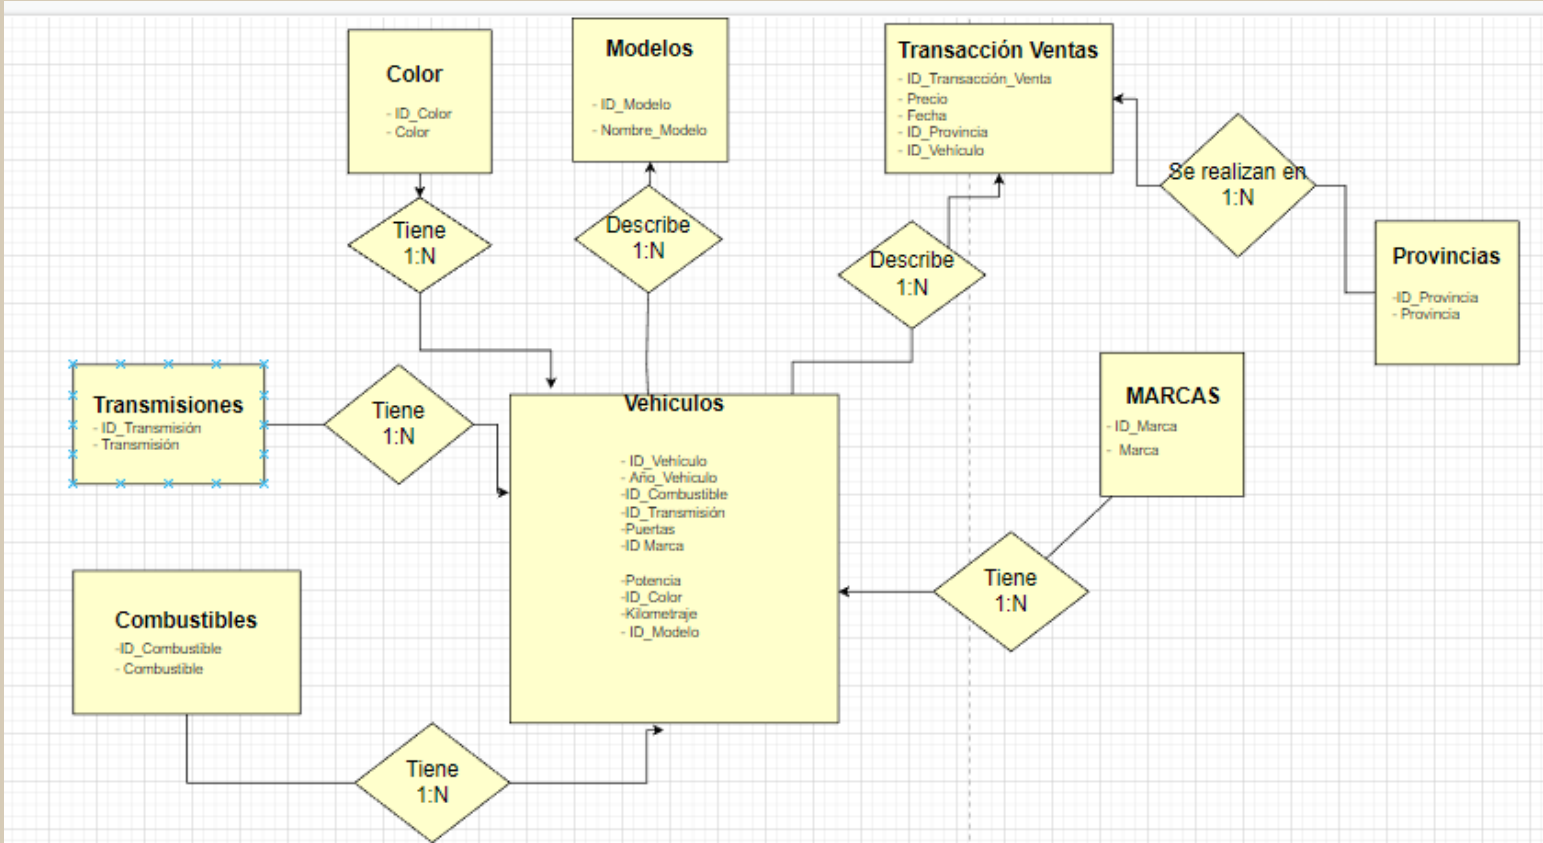 Color
- ID_Color
- Color
Modelos
- ID_Modelo
- Nombre_Modelo
Transacción Ventas
- ID_Transacción_Venta
- Precio
- Fecha
- ID_Provincia
- ID_Vehículo
Se realizan en
1:N
Tiene
1:N
Describe
1:N
Describe
1:N
Provincias
-ID_Provincia
- Provincia
Transmisiones
- ID_Transmisión
- Transmisión
Tiene
1:N
Vehiculos
- ID_Vehículo
- Año_Vehiculo
-ID_Combustible
-ID_Transmisión
-Puertas
-ID Marca
-Potencia
-ID_Color
-Kilometraje
- ID_Modelo
MARCAS
- ID_Marca
- Marca
Tiene
1:N
Combustibles
-ID_Combustible
- Combustible
Tiene
1:N